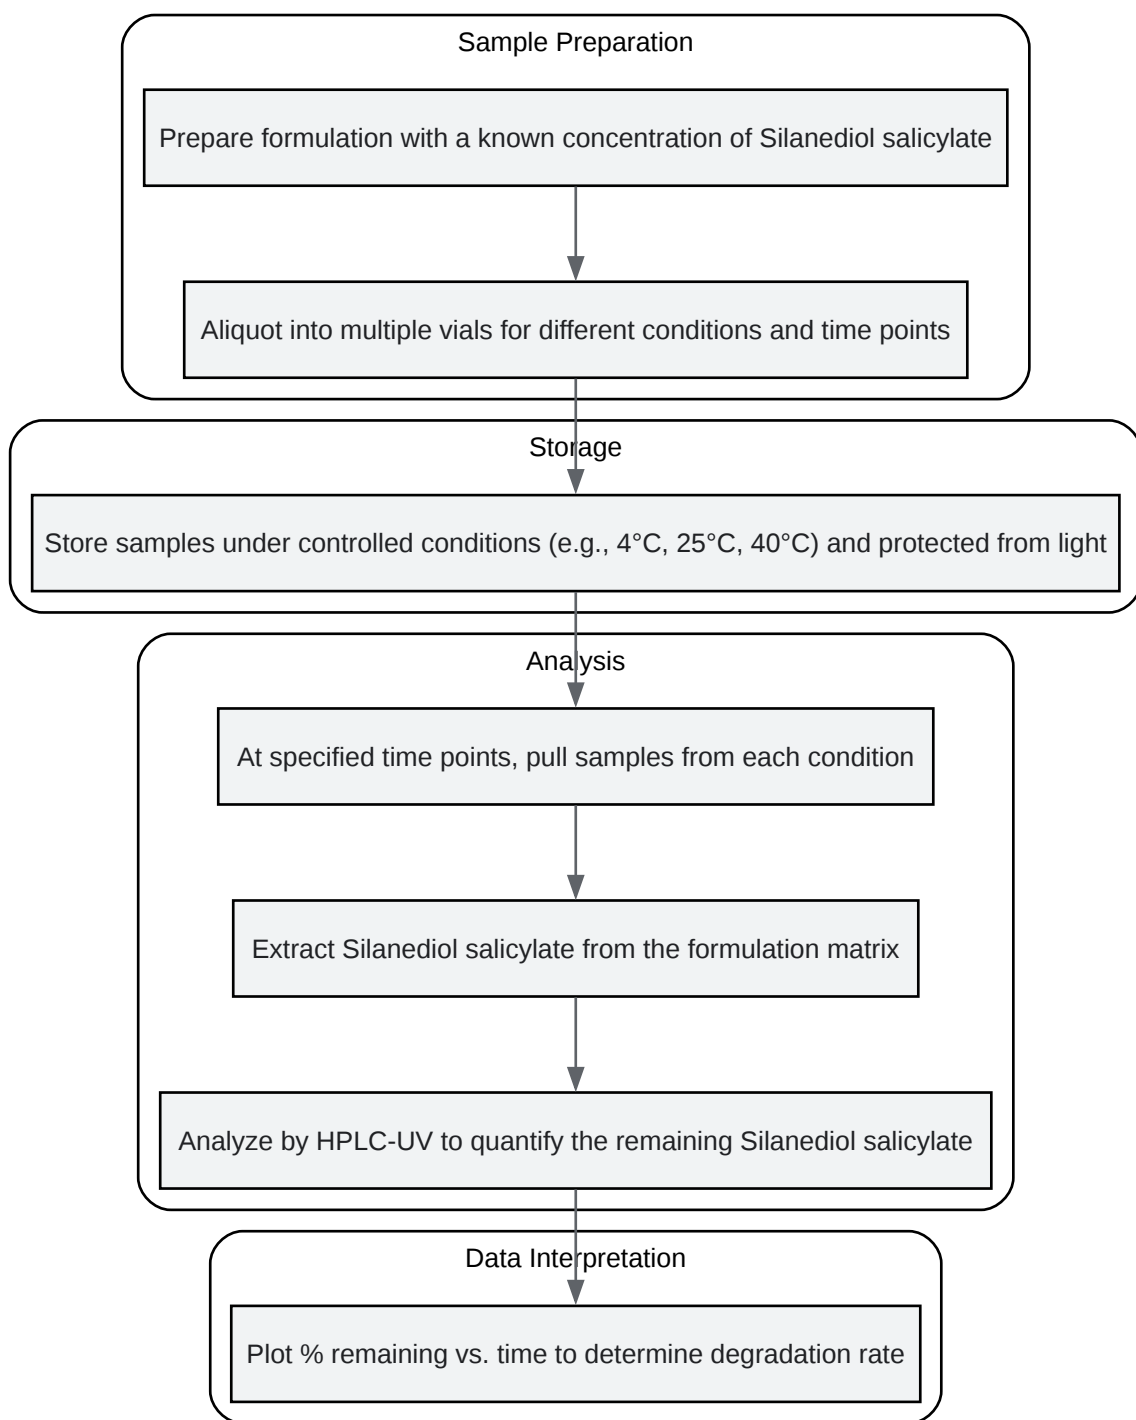 Sample Preparation
Prepare formulation with a known concentration of Silanediol salicylate
Aliquot into multiple vials for different conditions and time points
Storage
Store samples under controlled conditions (e.g., 4°C, 25°C, 40°C) and protected from light
Analysis
At specified time points, pull samples from each condition
Extract Silanediol salicylate from the formulation matrix
Analyze by HPLC-UV to quantify the remaining Silanediol salicylate
Data Interpretation
Plot % remaining vs. time to determine degradation rate